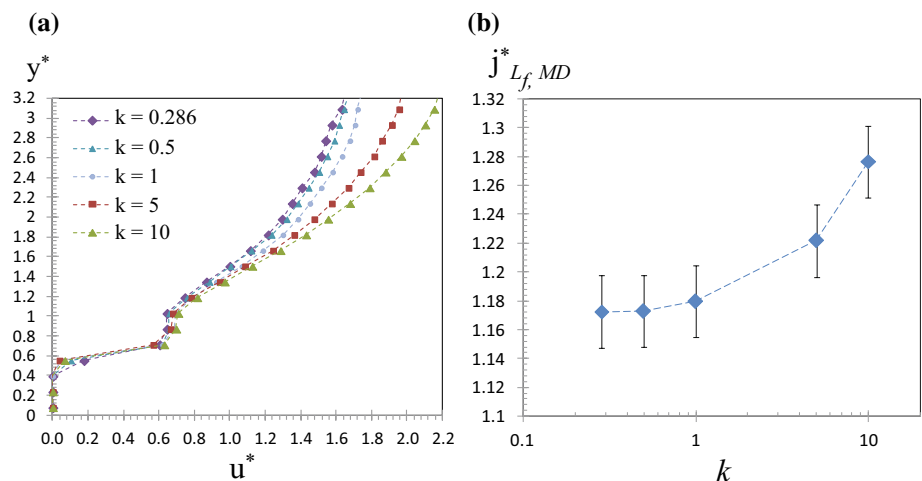 (a)
y*
3.2
3
2.8
2.6
2.4
2.2
2
1.8
1.6
1.4
1.2
1
0.8
0.6
0.4
0.2
0
k = 0.286
k = 0.5
k = 1
k = 5
k = 10
0.0 0.2 0.4 0.6 0.8 1.0 1.2 1.4 1.6 1.8 2.0 2.2
u*
(b)
j*Lf, MD
1.32
1.3
1.28
1.26
1.24
1.22
1.2
1.18
1.16
1.14
1.12
1.1
0.1 1 10
k